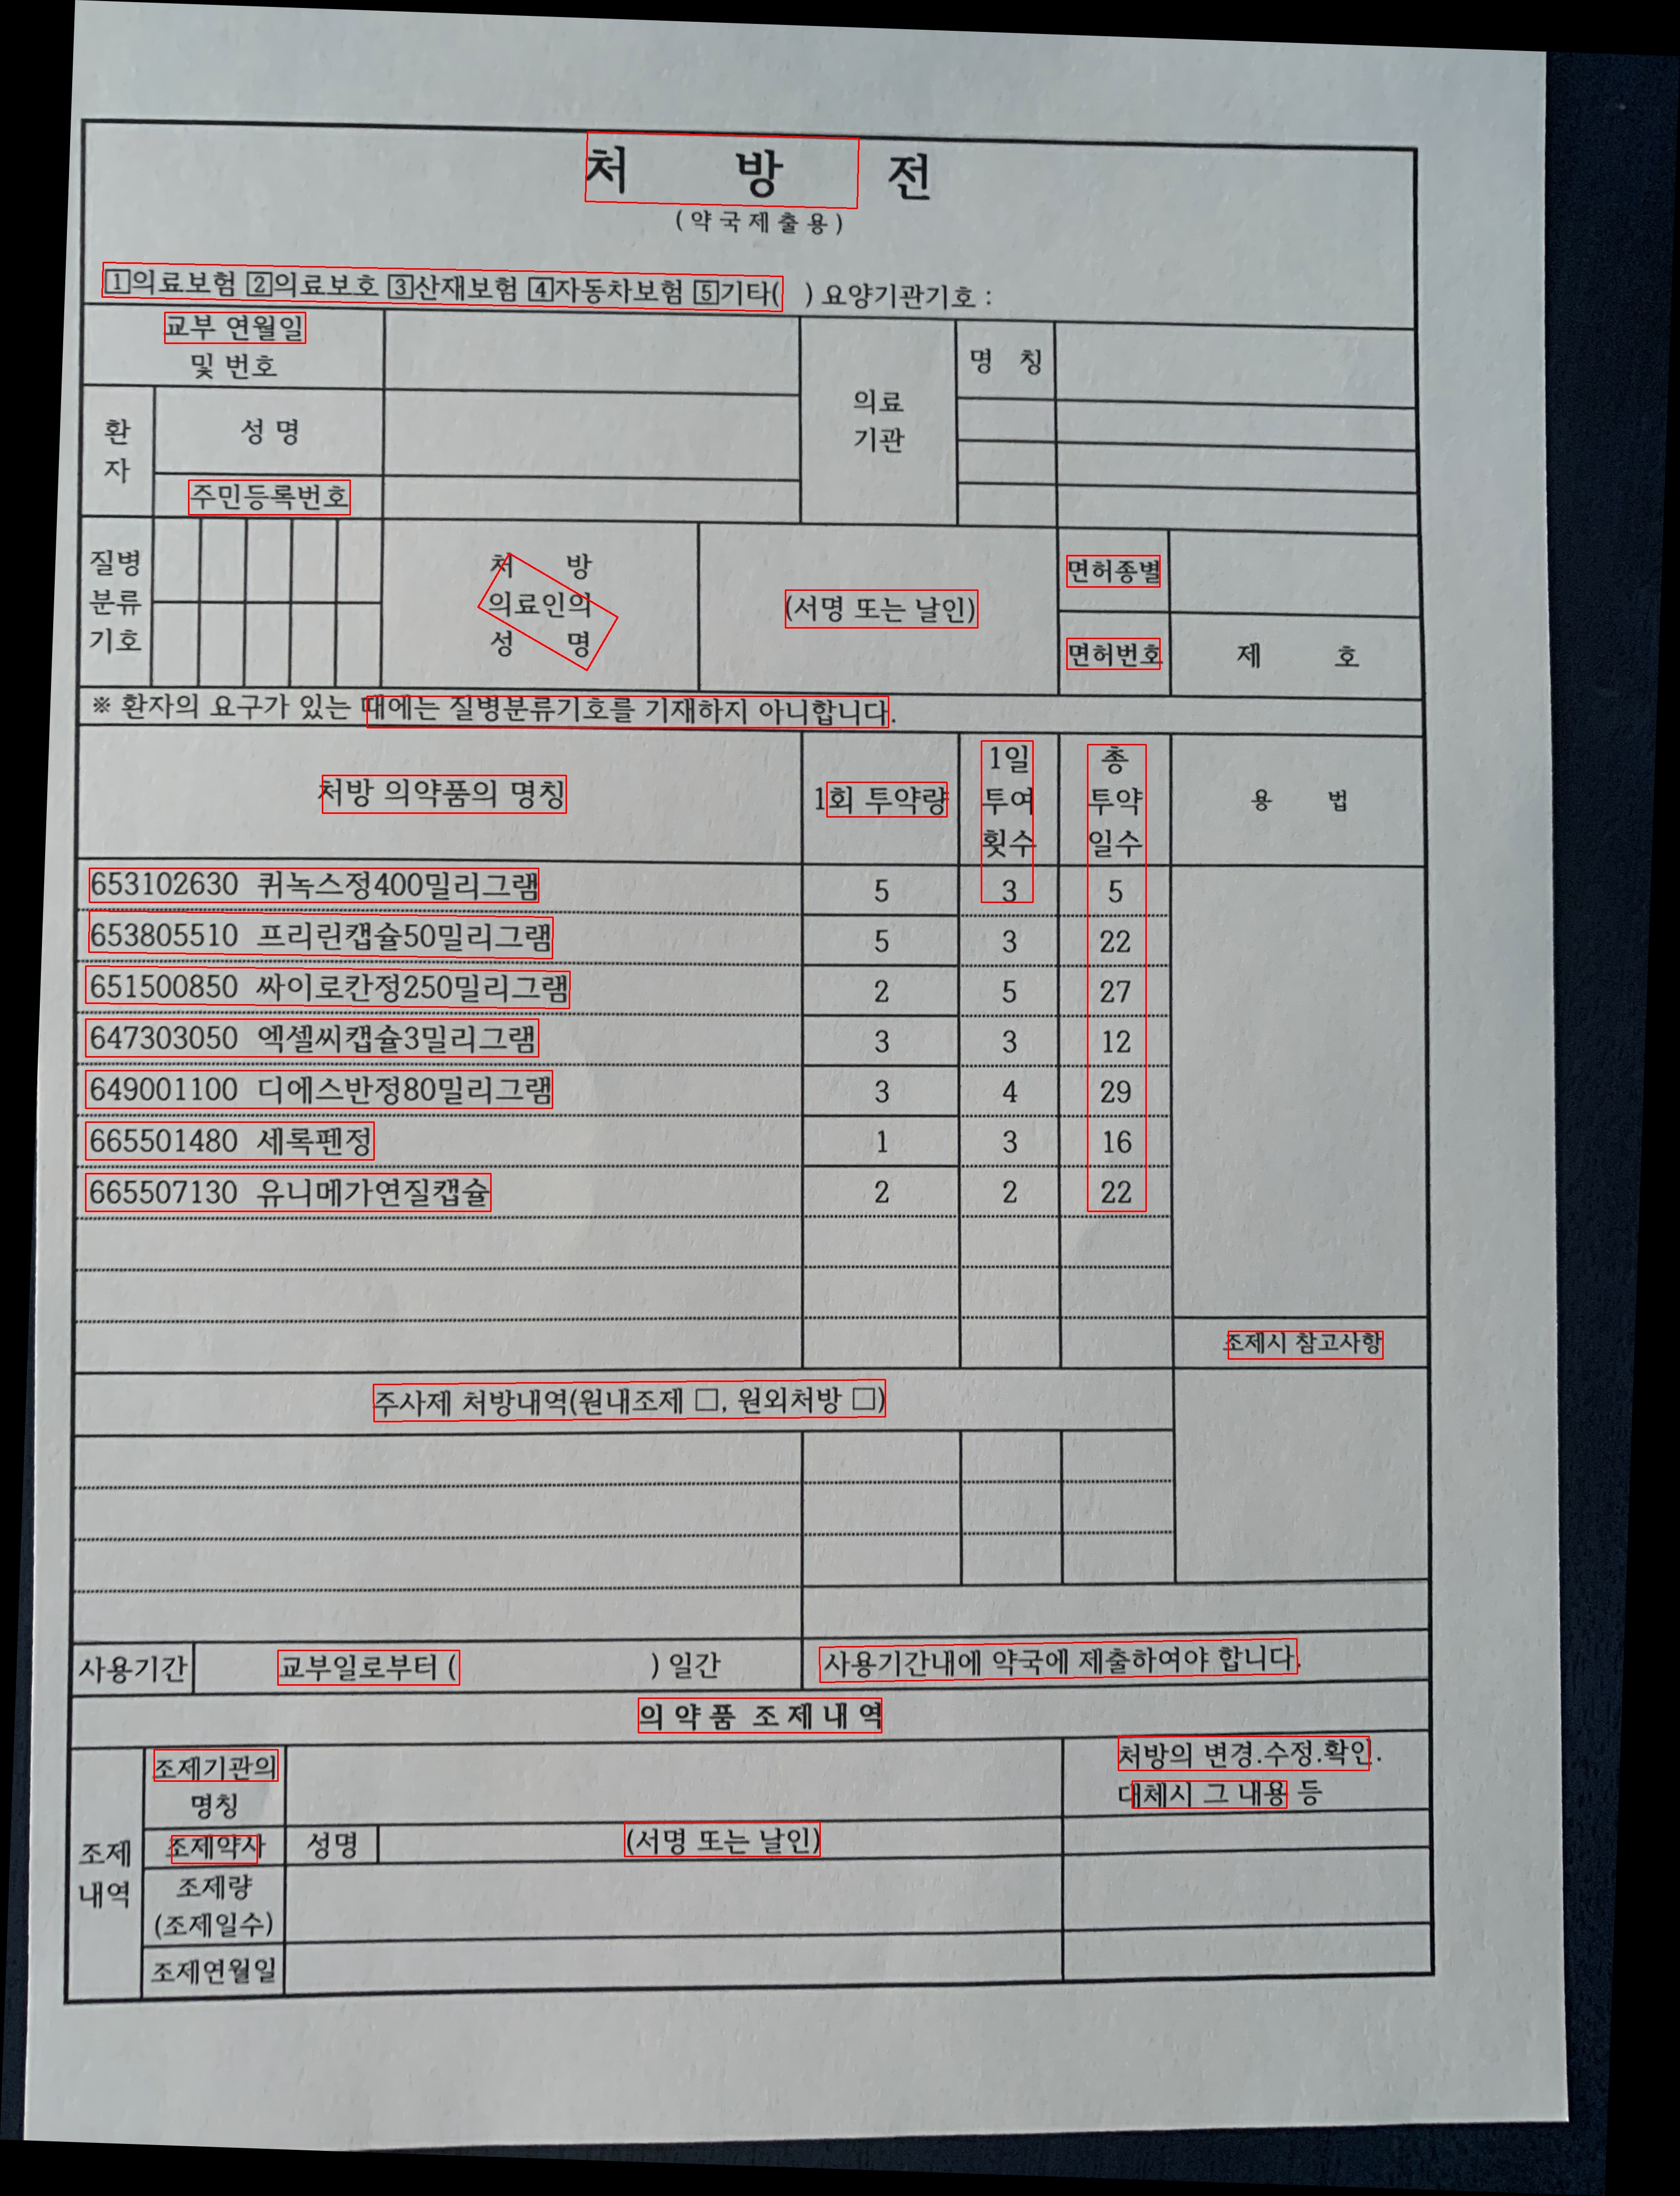 처 방 전
(약국제출용)
1의료보험 2의료보호 3산재보험 4자동차보험 5기타( ) 요양기관기호 :
교부 연월일
및 번호
환
자
성 명
주민등록번호
의료
기관
명 칭
질병
분류
기호
처 방
의료인의
성 명
(서명 또는 날인)
면허종별
면허번호
제 호
※ 환자의 요구가 있는 때에는 질병분류기호를 기재하지 아니합니다.
처방 의약품의 명칭
1회 투약량
1일
투여
횟수
총
투약
일수
용 법
653102630 퀴녹스정400밀리그램 5 3 5
653805510 프리린캡슐50밀리그램 5 3 22
651500850 싸이로칸정250밀리그램 2 5 27
647303050 엑셀씨캡슐3밀리그램 3 3 12
649001100 디에스반정80밀리그램 3 4 29
665501480 세록펜정 1 3 16
665507130 유니메가연질캡슐 2 2 22
조제시 참고사항
주사제 처방내역(원내조제 □, 원외처방 □)
사용기간 교부일로부터 ( ) 일간 사용기간내에 약국에 제출하여야 합니다.
의 약 품 조 제 내 역
조제
내역
조제기관의
명칭
처방의 변경.수정.확인.
대체시 그 내용 등
조제약사 성명 (서명 또는 날인)
조제량
(조제일수)
조제연월일